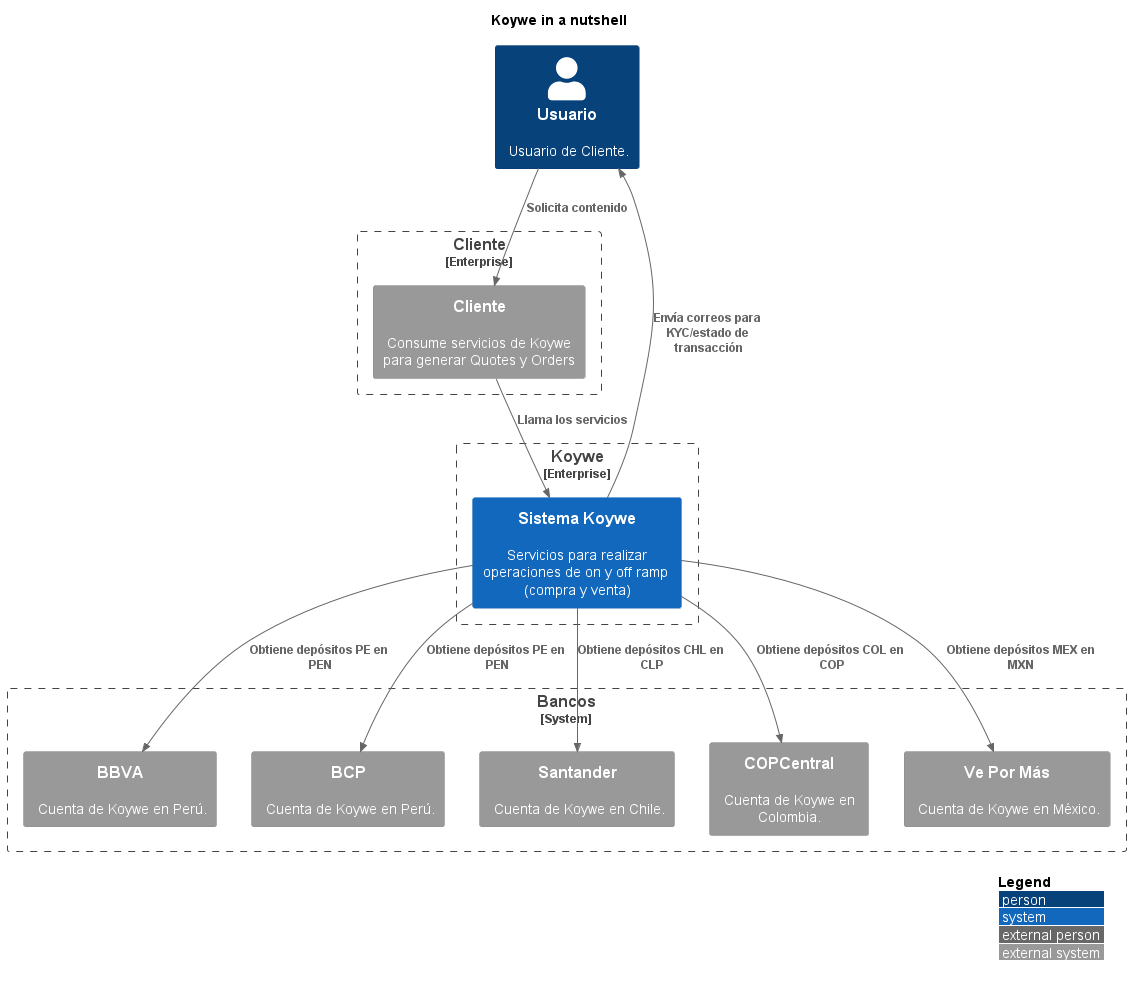 Koywe in a nutshell
Usuario
Usuario de Cliente.
Solicita contenido
Cliente
[Enterprise]
Cliente
Consume servicios de Koywe
para generar Quotes y Orders
Envía correos para
KYC/estado de
transacción
Llama los servicios
Koywe
[Enterprise]
Sistema Koywe
Servicios para realizar
operaciones de on y off ramp
(compra y venta)
Obtiene depósitos PE en
PEN
Obtiene depósitos PE en
PEN
Obtiene depósitos CHL en
CLP
Obtiene depósitos COL en
COP
Obtiene depósitos MEX en
MXN
Bancos
[System]
BBVA
Cuenta de Koywe en Perú.
BCP
Cuenta de Koywe en Perú.
Santander
Cuenta de Koywe en Chile.
COPCentral
Cuenta de Koywe en
Colombia.
Ve Por Más
Cuenta de Koywe en México.
Legend
person
system
external person
external system